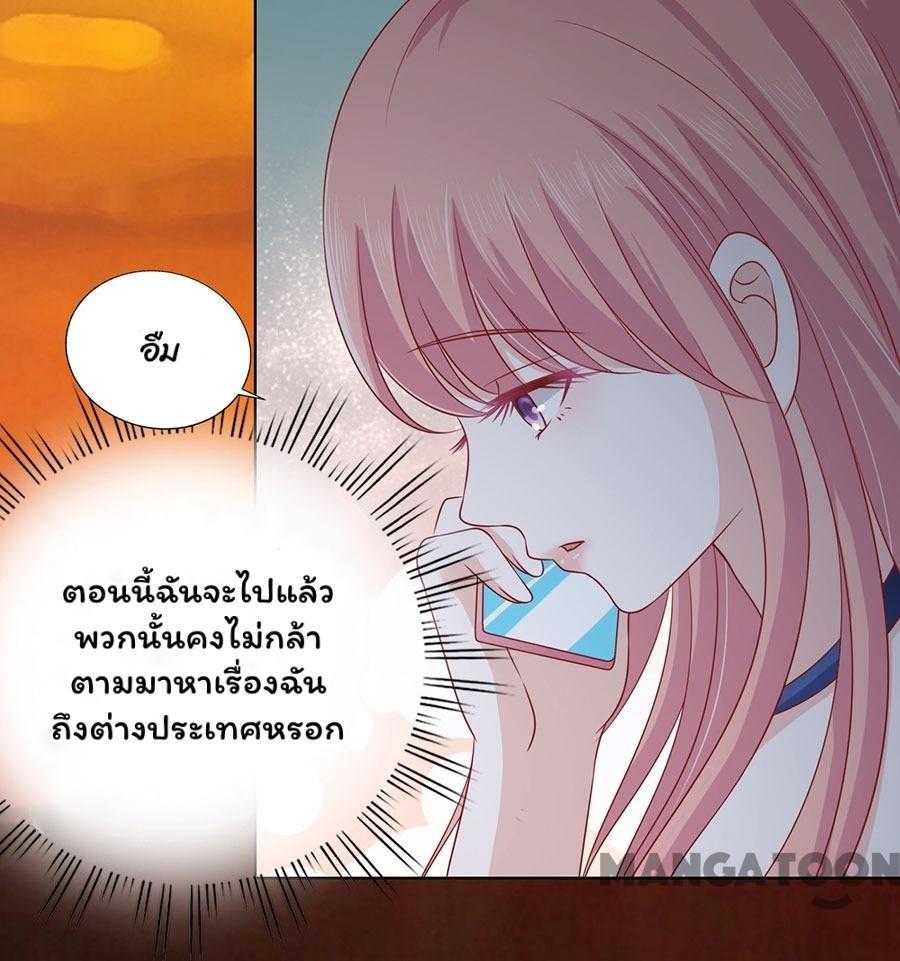 อืม
ตอนนี้ฉันจะไปแล้ว
พวกนั้นคงไม่กล้า
ตามมาหาเรื่องฉัน
ถึงต่างประเทศหรอก
MANGATOON